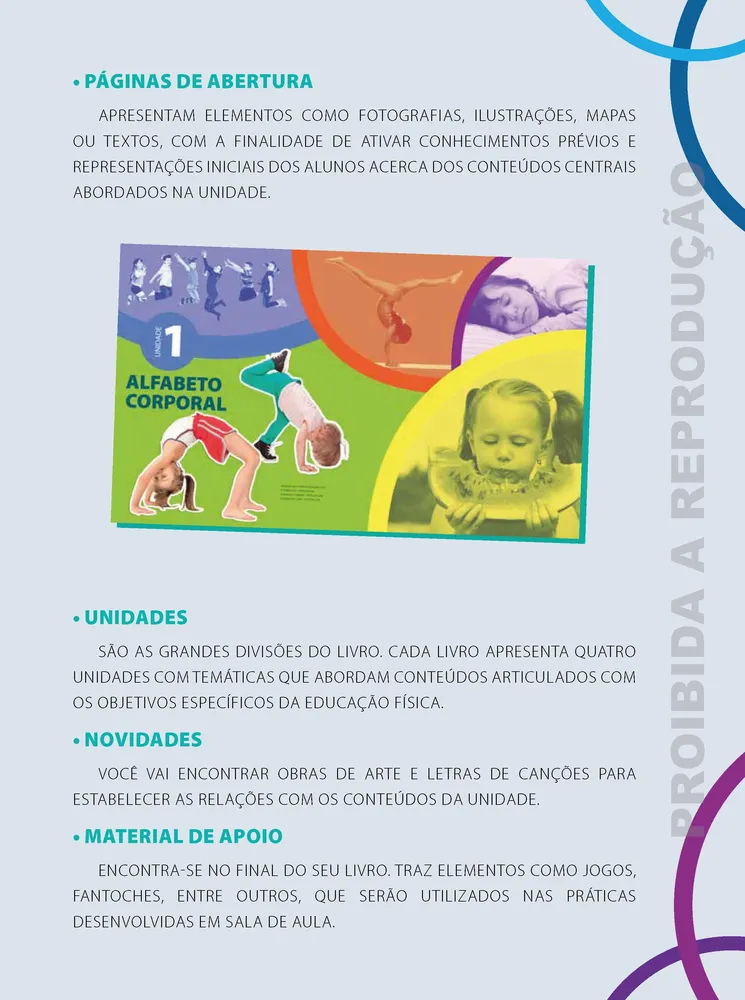 • PÁGINAS DE ABERTURA
APRESENTAM ELEMENTOS COMO FOTOGRAFIAS, ILUSTRAÇÕES, MAPAS
OU TEXTOS, COM A FINALIDADE DE ATIVAR CONHECIMENTOS PRÉVIOS E
REPRESENTAÇÕES INICIAIS DOS ALUNOS ACERCA DOS CONTEÚDOS CENTRAIS
ABORDADOS NA UNIDADE.
UNIDADE 1
ALFABETO
CORPORAL
• UNIDADES
SÃO AS GRANDES DIVISÕES DO LIVRO. CADA LIVRO APRESENTA QUATRO
UNIDADES COM TEMÁTICAS QUE ABORDAM CONTEÚDOS ARTICULADOS COM
OS OBJETIVOS ESPECÍFICOS DA EDUCAÇÃO FÍSICA.
• NOVIDADES
VOCÊ VAI ENCONTRAR OBRAS DE ARTE E LETRAS DE CANÇÕES PARA
ESTABELECER AS RELAÇÕES COM OS CONTEÚDOS DA UNIDADE.
• MATERIAL DE APOIO
ENCONTRA-SE NO FINAL DO SEU LIVRO. TRAZ ELEMENTOS COMO JOGOS,
FANTOCHES, ENTRE OUTROS, QUE SERÃO UTILIZADOS NAS PRÁTICAS
DESENVOLVIDAS EM SALA DE AULA.
PROIBIDA A REPRODUÇÃO